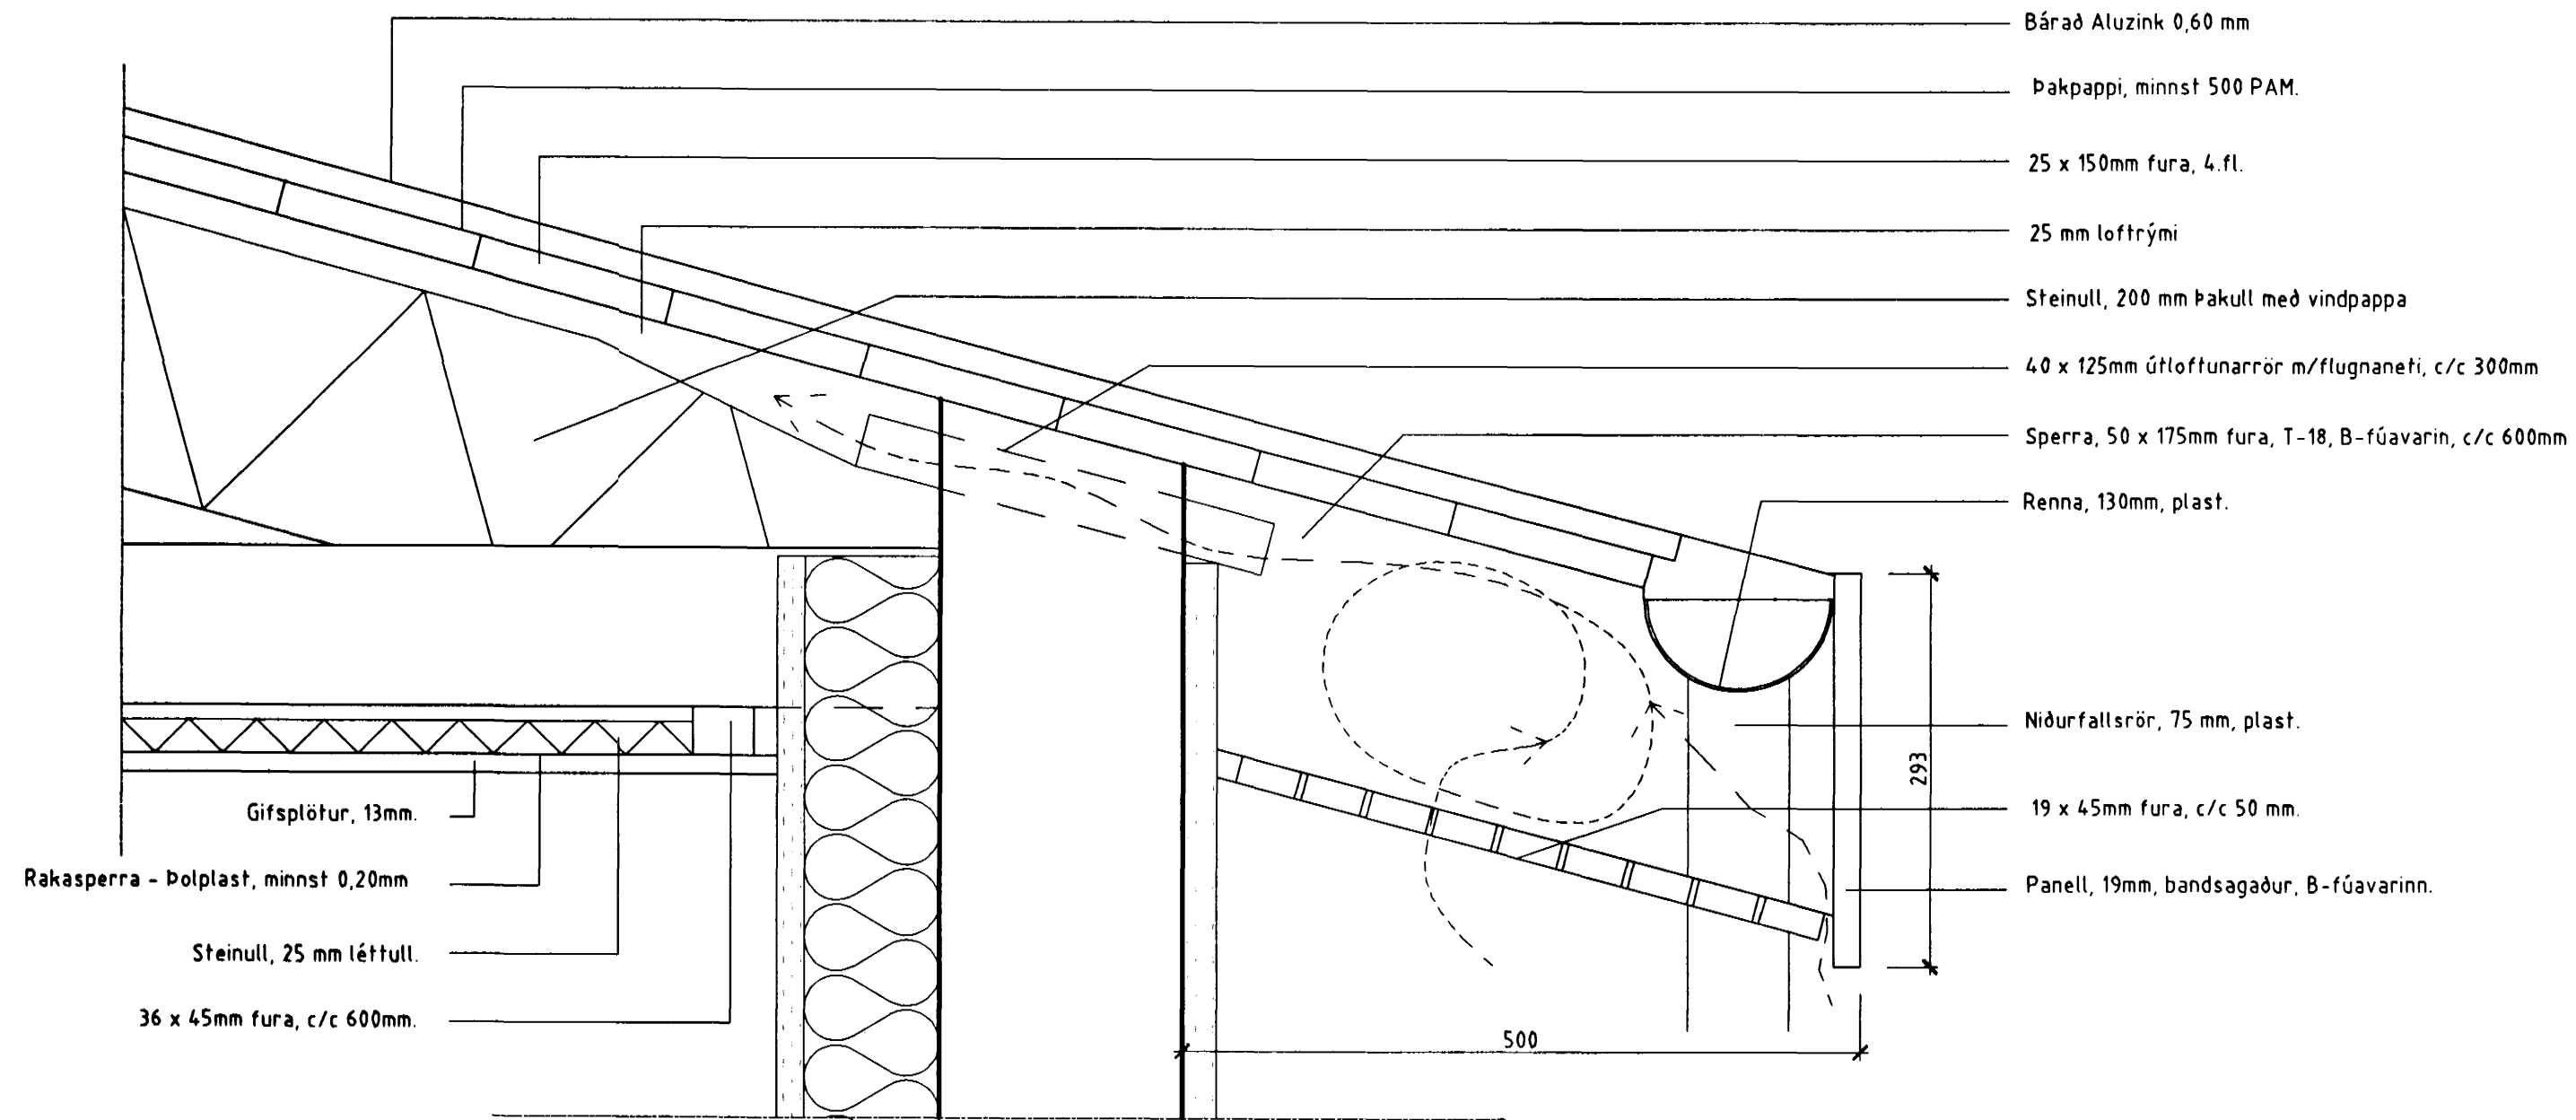 Bárað Aluzink 0,60 mm
Þakpappi, minnst 500 PAM.
25 x 150mm fura, 4.fl.
25 mm loftrými
Steinull, 200 mm Þakull með vindpappa
40 x 125mm útloftunarrör m/flugnaneti, c/c 300mm
Sperra, 50 x 175mm fura, T-18, B-fúavarin, c/c 600mm
Renna, 130mm, plast.
Niðurfallsrör, 75 mm, plast.
293
19 x 45mm fura, c/c 50 mm.
Panell, 19mm, bandsagaður, B-fúavarinn.
Gifsplötur, 13mm.
Rakasperra - Þolplast, minnst 0,20mm
Steinull, 25 mm léttull.
36 x 45mm fura, c/c 600mm.
500